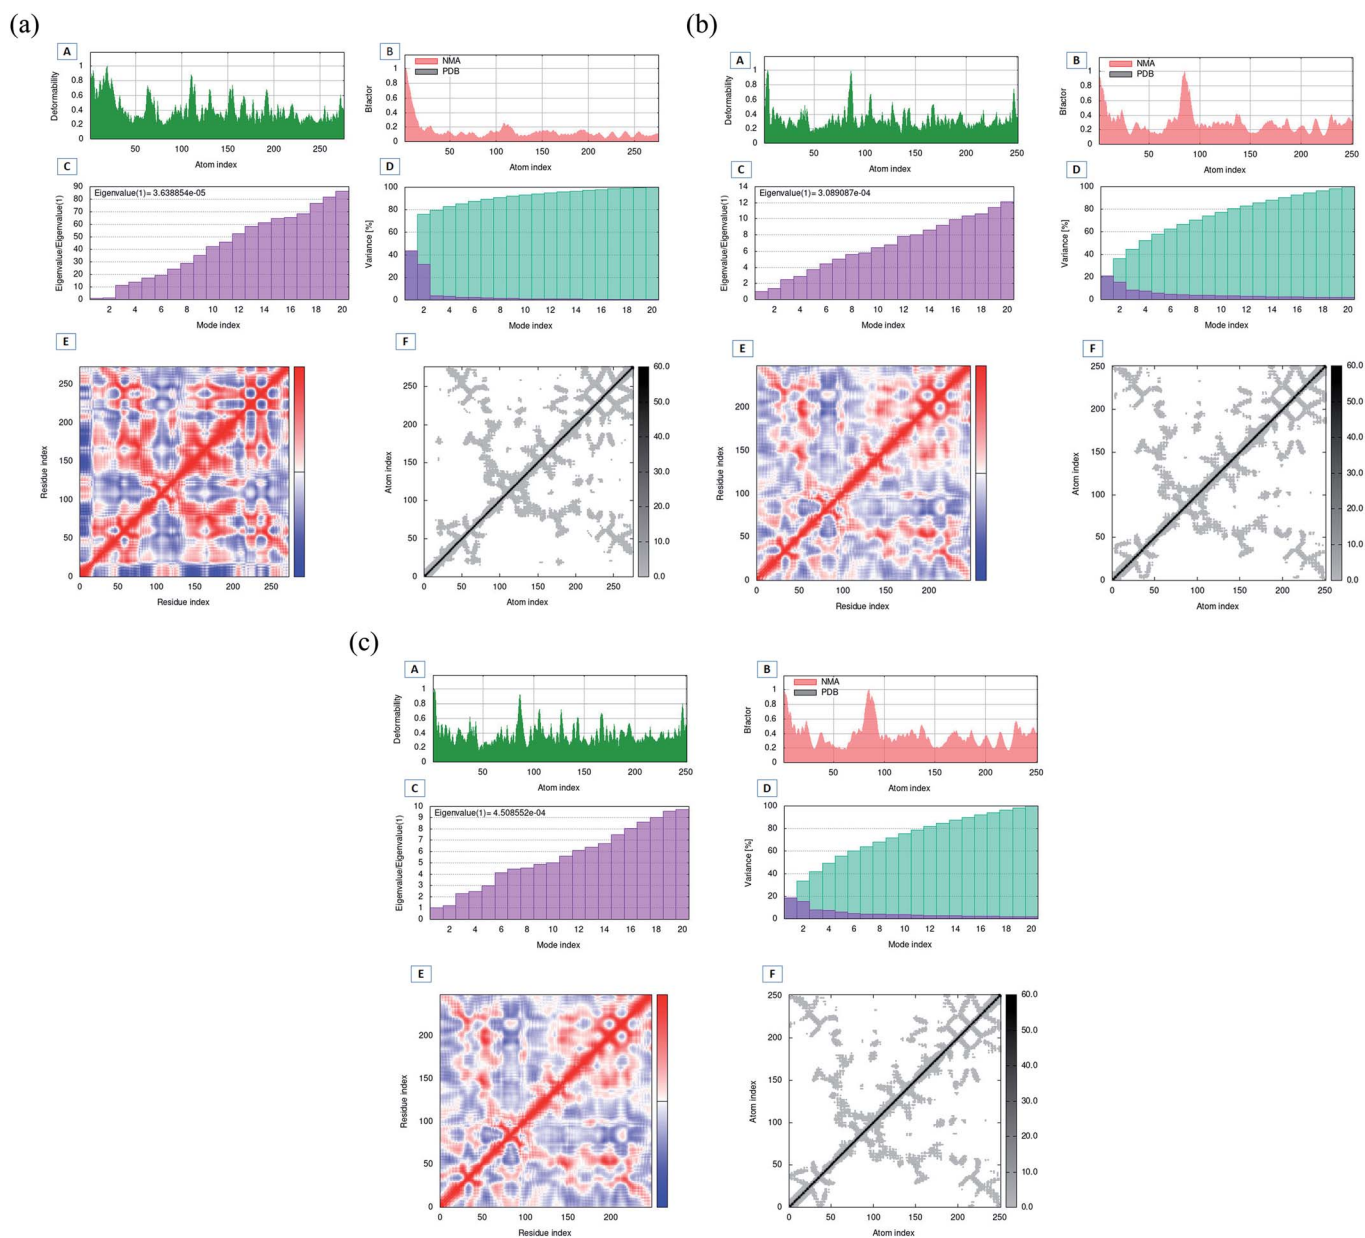 (a)
A
1
0.8
0.6
0.4
0.2
0
Deformability
50 100 150 200 250
Atom index
B
NMA
PDB
1
0.8
0.6
0.4
0.2
0
Bfactor
50 100 150 200 250
Atom index
C
Eigenvalue(1)= 3.638854e-05
90
80
70
60
50
40
30
20
10
0
Eigenvalue/Eigenvalue(1)
2 4 6 8 10 12 14 16 18 20
Mode index
D
100
80
60
40
20
0
Variance [%]
2 4 6 8 10 12 14 16 18 20
Mode index
E
250
200
150
100
50
0
Residue index
0 50 100 150 200 250
Residue index
F
250
200
150
100
50
0
Atom index
0 50 100 150 200 250
Atom index
60.0
50.0
40.0
30.0
20.0
10.0
0.0
(b)
A
1
0.8
0.6
0.4
0.2
0
Deformability
50 100 150 200 250
Atom index
B
NMA
PDB
1
0.8
0.6
0.4
0.2
0
Bfactor
50 100 150 200 250
Atom index
C
Eigenvalue(1)= 3.089087e-04
14
12
10
8
6
4
2
0
Eigenvalue/Eigenvalue(1)
2 4 6 8 10 12 14 16 18 20
Mode index
D
100
80
60
40
20
0
Variance [%]
2 4 6 8 10 12 14 16 18 20
Mode index
E
200
150
100
50
0
Residue index
0 50 100 150 200
Residue index
F
250
200
150
100
50
0
Atom index
0 50 100 150 200 250
Atom index
60.0
50.0
40.0
30.0
20.0
10.0
0.0
(c)
A
1
0.8
0.6
0.4
0.2
0
Deformability
50 100 150 200 250
Atom index
B
NMA
PDB
1
0.8
0.6
0.4
0.2
0
Bfactor
50 100 150 200 250
Atom index
C
Eigenvalue(1)= 4.508552e-04
10
9
8
7
6
5
4
3
2
1
0
Eigenvalue/Eigenvalue(1)
2 4 6 8 10 12 14 16 18 20
Mode index
D
100
80
60
40
20
0
Variance [%]
2 4 6 8 10 12 14 16 18 20
Mode index
E
200
150
100
50
0
Residue index
0 50 100 150 200
Residue index
F
250
200
150
100
50
0
Atom index
0 50 100 150 200 250
Atom index
60.0
50.0
40.0
30.0
20.0
10.0
0.0